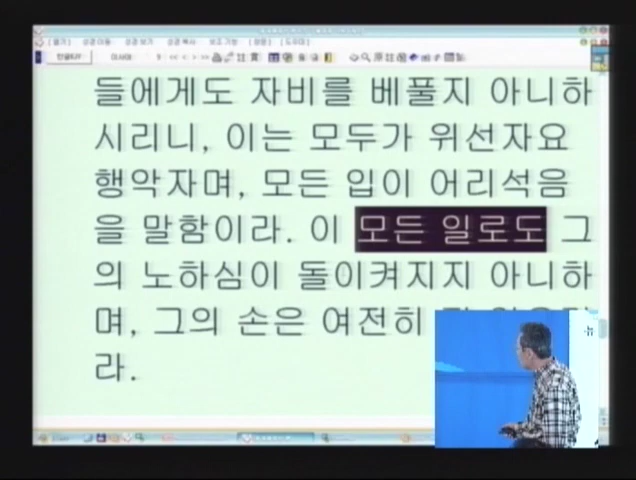 들에게도 자비를 베풀지 아니하
시리니, 이는 모두가 위선자요
행악자며, 모든 입이 어리석음
을 말함이라. 이 모든 일로도 그
의 노하심이 돌이켜지지 아니하
며, 그의 손은 여전히
라.